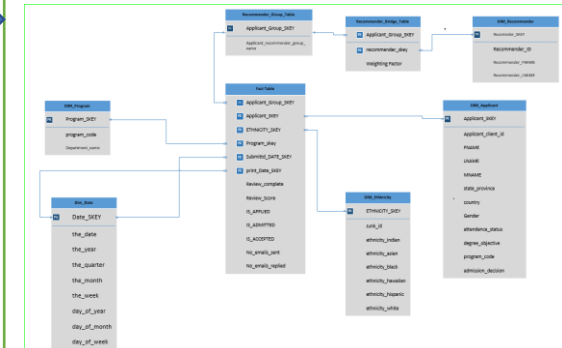 Recommender_Group_Table
Applicant_Group_SKEY
Applicant_recommender_group_
name
Recommender_Bridge_Table
Applicant_Group_SKEY
recommender_skey
Weighting Factor
DIM_Recommender
Recommender_SKEY
Recommender_ID
Recommender_FNAME
Fact Table
Applicant_Group_SKEY
Applicant_SKEY
ETHNICITY_SKEY
Program_skey
Submitted_DATE_SKEY
print_Date_SKEY
Review_complete
Review_Score
IS_APPLIED
IS_ADMITTED
IS_ACCEPTED
No_emails_sent
No_emails_replied
DIM_Program
Program_SKEY
program_code
Department_name
Date_SKEY
the_date
the_year
the_quarter
the_month
the_week
day_of_year
day_of_month
day_of_week
DIM_Ethnicity
ETHNICITY_SKEY
ethnicity_indian
ethnicity_asian
ethnicity_black
ethnicity_hawaiian
ethnicity_hispanic
ethnicity_white
DIM_Applicant
Applicant_SKEY
Applicant_client_id
FNAME
LNAME
MNAME
state_province
country
Gender
attendance_status
degree_objective
program_code
admission_decision